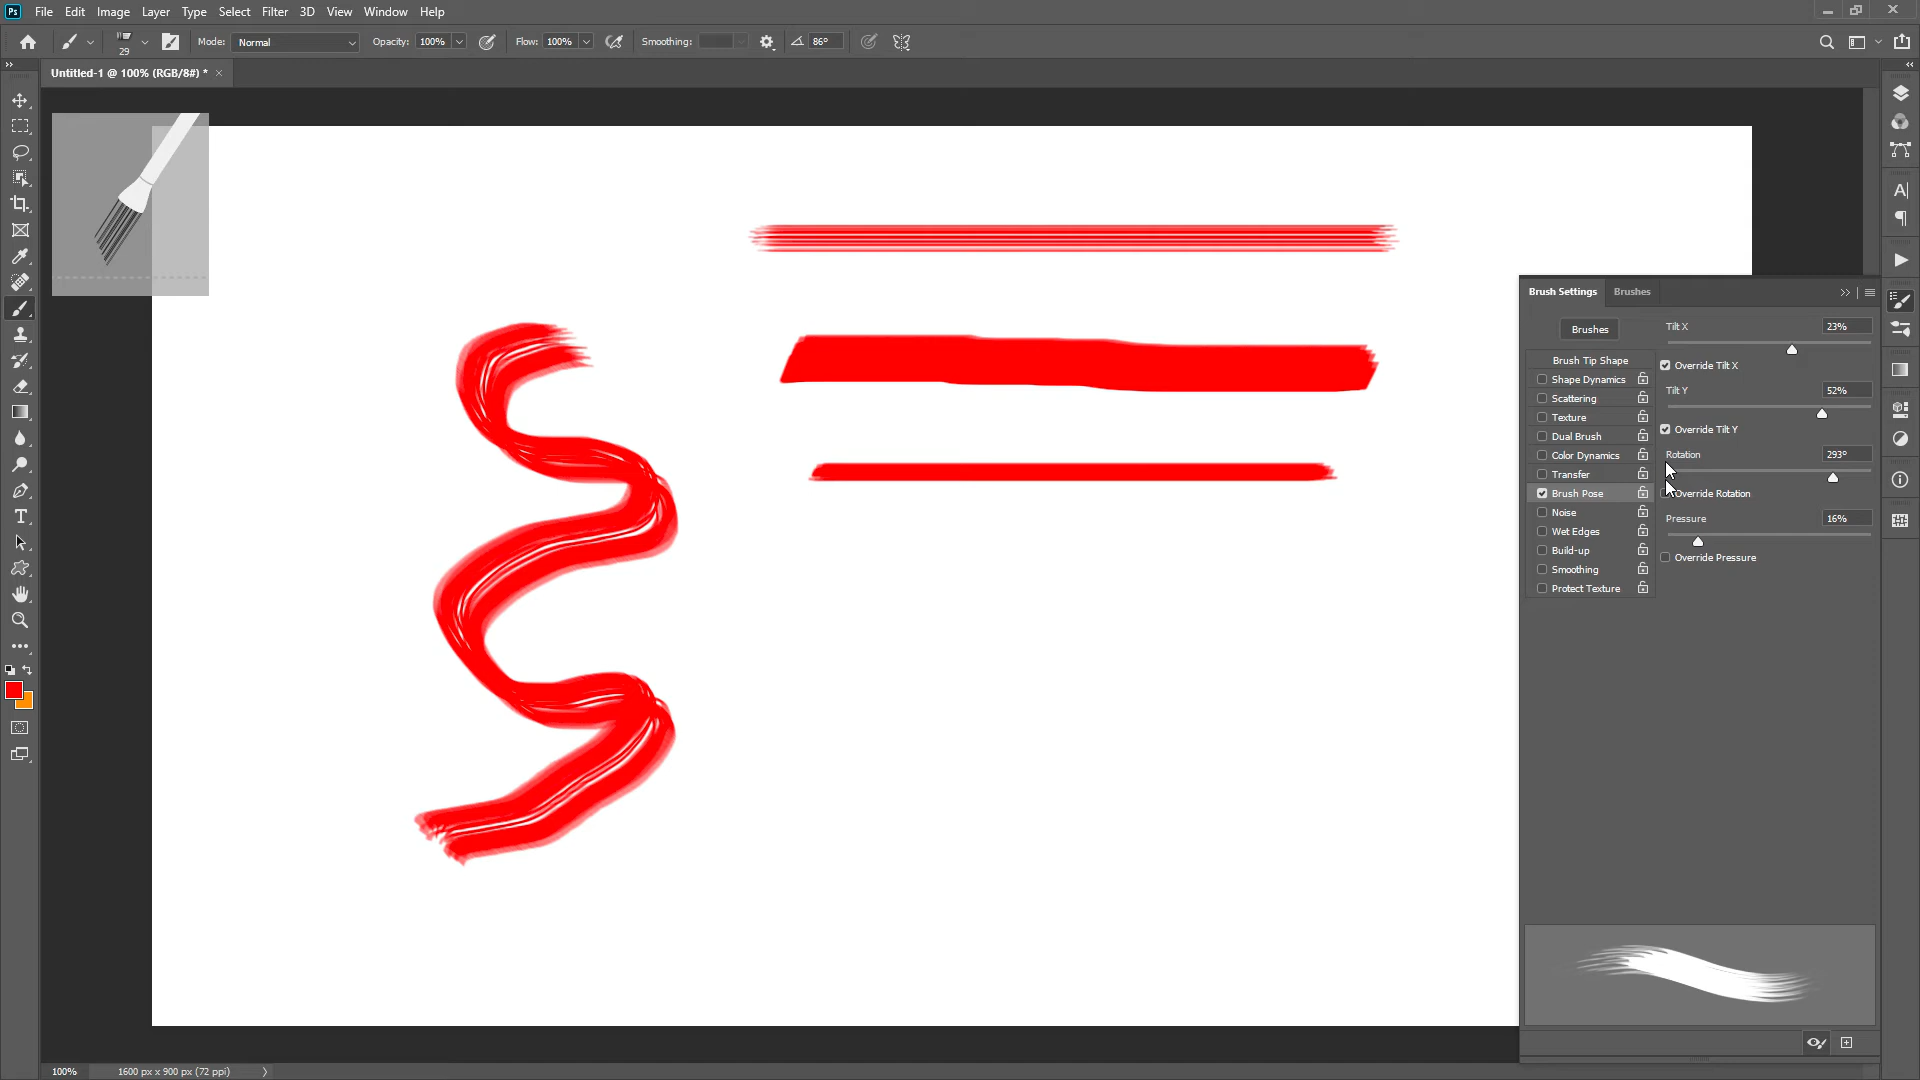 Ps File Edit Image Layer Type Select Filter 3D View Window Help
29 Mode: Normal Opacity: 100% Flow: 100% Smoothing: 86°
Untitled-1 @ 100% (RGB/8#) * ×
Brush Settings Brushes
Brushes
Brush Tip Shape
Shape Dynamics
Scattering
Texture
Dual Brush
Color Dynamics
Transfer
Brush Pose
Noise
Wet Edges
Build-up
Smoothing
Protect Texture
Tilt X 23%
Override Tilt X
Tilt Y 52%
Override Tilt Y
Rotation 293°
Override Rotation
Pressure 16%
Override Pressure
100% 1600 px x 900 px (72 ppi)